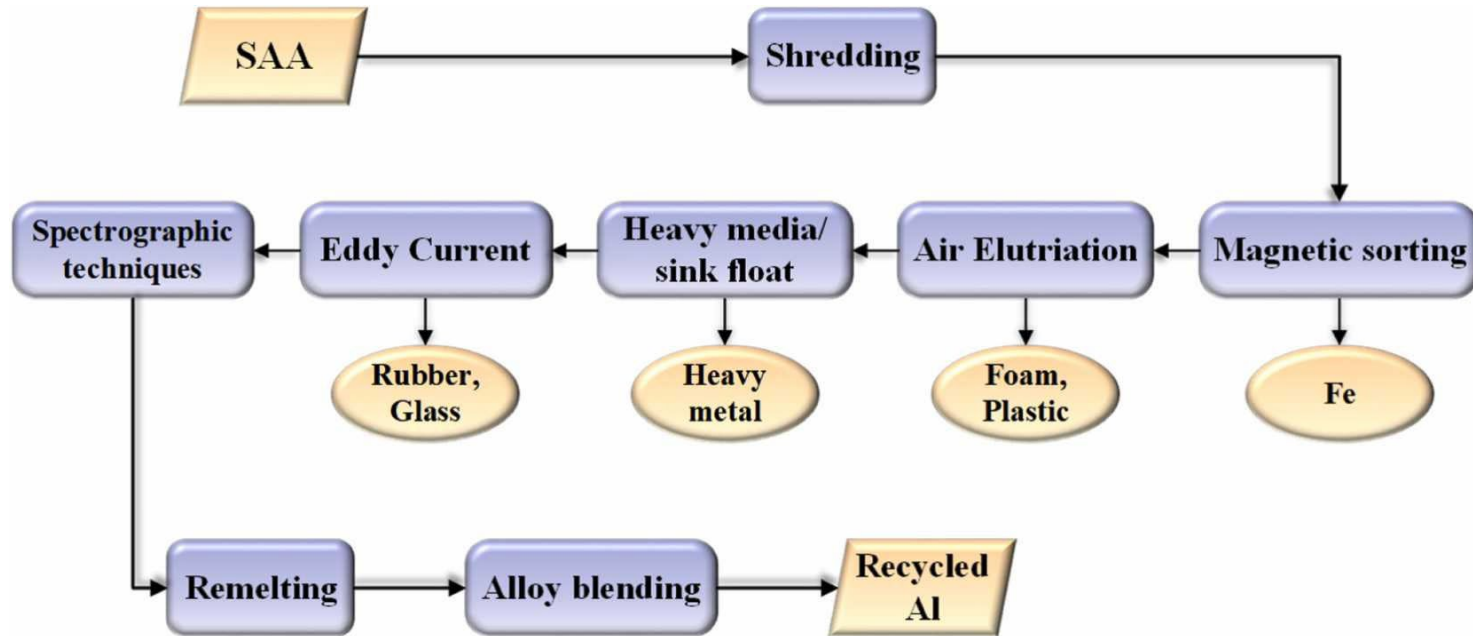 SAA
Shredding
Spectrographic
techniques
Eddy Current
Heavy media/
sink float
Air Elutriation
Magnetic sorting
Rubber,
Glass
Heavy
metal
Foam,
Plastic
Fe
Remelting
Alloy blending
Recycled
Al